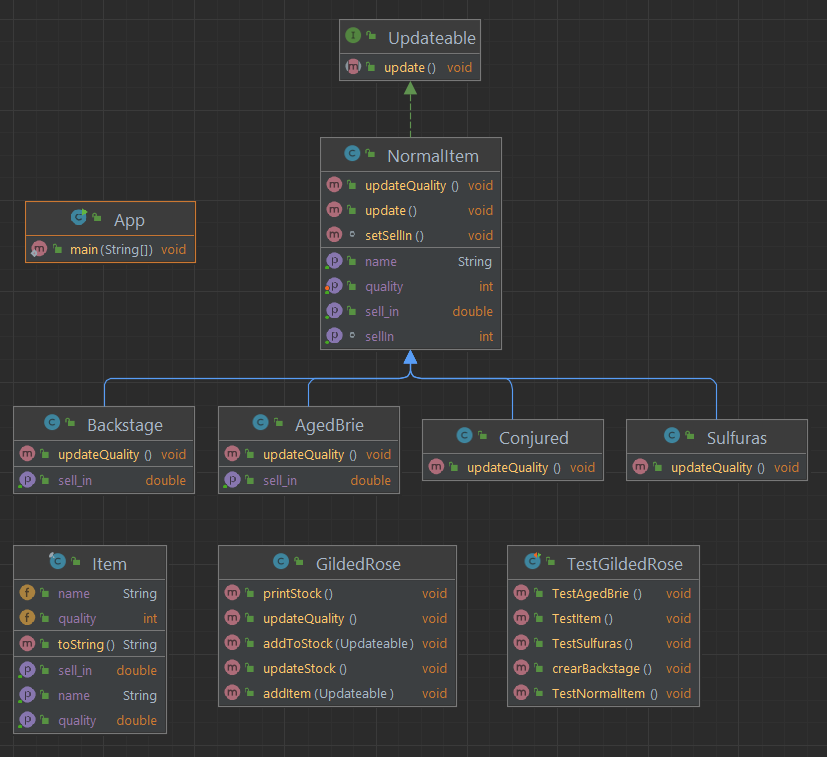 Updateable
update() void
NormalItem
updateQuality () void
update() void
setSellIn () void
name String
quality int
sell_in double
sellIn int
App
main(String[]) void
Backstage
updateQuality () void
sell_in double
AgedBrie
updateQuality () void
sell_in double
Conjured
updateQuality () void
Sulfuras
updateQuality () void
Item
name String
quality int
toString() String
sell_in double
name String
quality double
GildedRose
printStock() void
updateQuality () void
addToStock(Updateable) void
updateStock () void
addItem(Updateable) void
TestGildedRose
TestAgedBrie () void
TestItem () void
TestSulfuras() void
crearBackstage() void
TestNormalItem () void